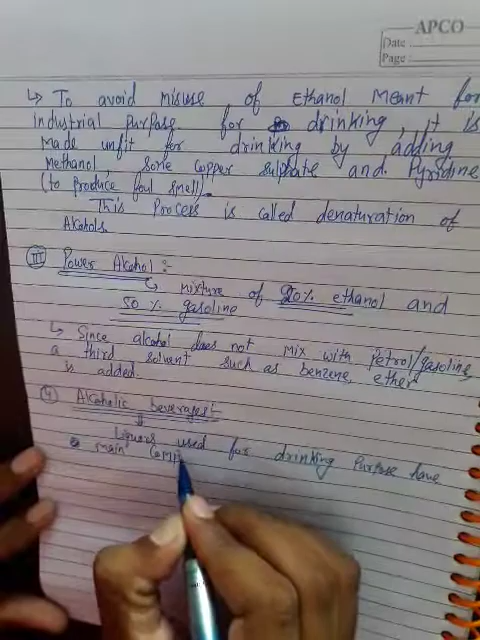 APCO
Date
Page
↳ To avoid misuse of Ethanol Meant for
industrial Purpose for drinking, it is
Made unfit for drinking by adding
Methanol, Some Copper Sulphate and Pyridine
(to produce foul smell).
This Process is called denaturation of
Alcohols
(iii) Power Alcohol :-
↳ mixture of 20% ethanol and
80 % gasoline
↳ Since alcohol does not mix with petrol/gasoline,
a third solvent such as benzene, ether
is added.
(4) Alcoholic beverages :-
Liquors used for drinking Purpose have
main Comp